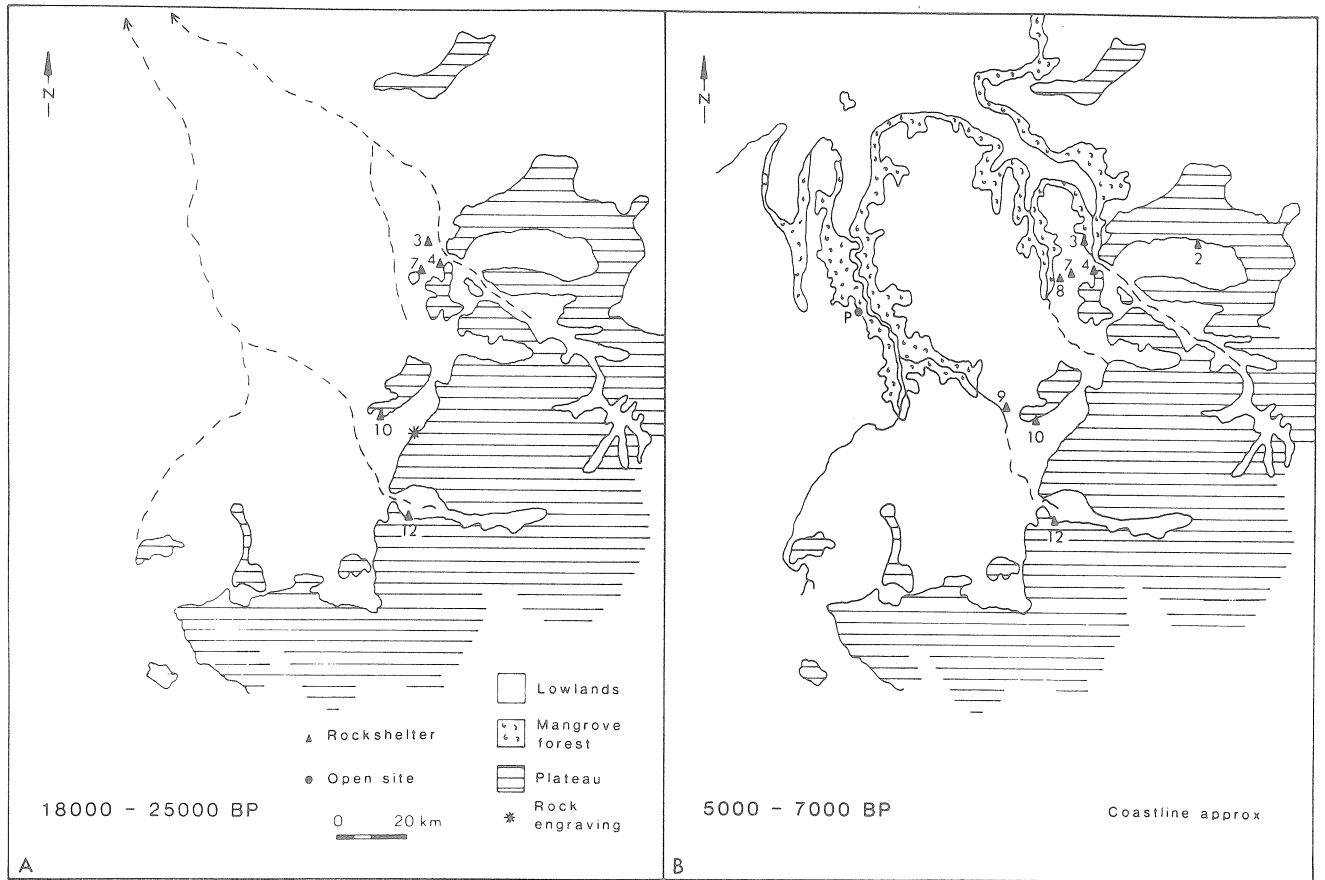 N
3
7
4
10
12
Lowlands
Mangrove
forest
Rockshelter
Open site
Plateau
Rock
engraving
18000 - 25000 BP
0 20 km
A
N
3
7
4
8
2
P
9
10
12
5000 - 7000 BP
Coastline approx
B